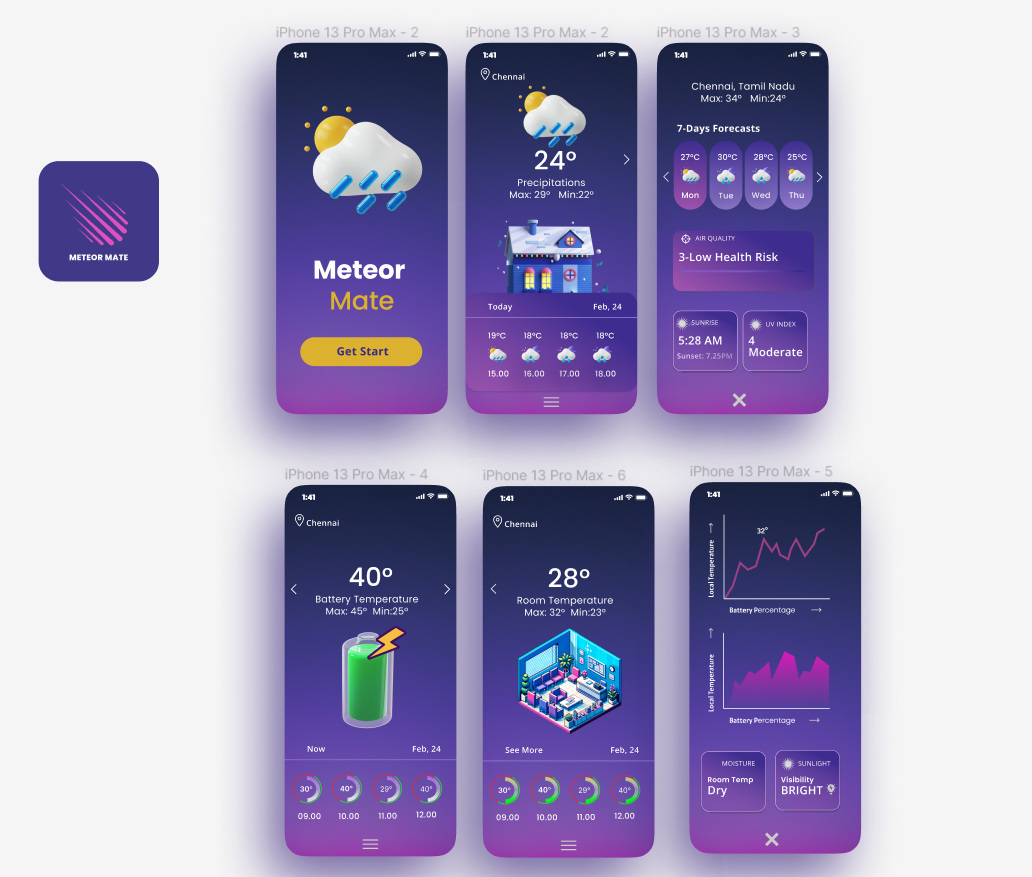 iPhone 13 Pro Max - 2
1:41
Meteor
Mate
Get Start
METEOR MATE
iPhone 13 Pro Max - 2
1:41
Chennai
24°
Precipitations
Max: 29° Min:22°
Today Feb, 24
19°C 18°C 18°C 18°C
15.00 16.00 17.00 18.00
iPhone 13 Pro Max - 3
1:41
Chennai, Tamil Nadu
Max: 34° Min:24°
7-Days Forecasts
27°C 30°C 28°C 25°C
Mon Tue Wed Thu
AIR QUALITY
3-Low Health Risk
SUNRISE
5:28 AM
Sunset: 7.25PM
UV INDEX
4
Moderate
iPhone 13 Pro Max - 4
1:41
Chennai
40°
Battery Temperature
Max: 45° Min:25°
Now Feb, 24
30° 40° 29° 40°
09.00 10.00 11.00 12.00
iPhone 13 Pro Max - 6
1:41
Chennai
28°
Room Temperature
Max: 32° Min:23°
See More Feb, 24
30° 40° 29° 40°
09.00 10.00 11.00 12.00
iPhone 13 Pro Max - 5
1:41
32°
Local Temperature
Battery Percentage
Local Temperature
Battery Percentage
MOISTURE
Room Temp
Dry
SUNLIGHT
Visibility
BRIGHT